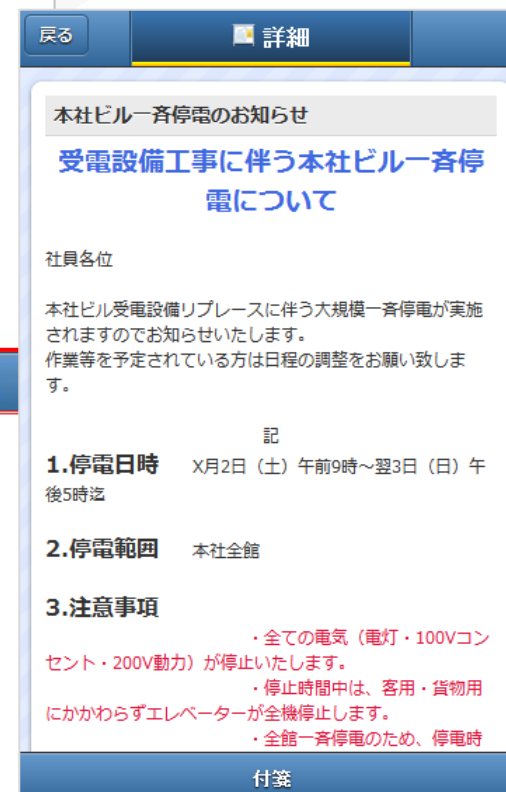 戻る
詳細
本社ビル一斉停電のお知らせ
受電設備工事に伴う本社ビル一斉停
電について
社員各位
本社ビル受電設備リプレースに伴う大規模一斉停電が実施
されますのでお知らせいたします。
作業等を予定されている方は日程の調整をお願い致しま
す。
記
1.停電日時 X月2日（土）午前9時～翌3日（日）午
後5時迄
2.停電範囲 本社全館
3.注意事項
・全ての電気（電灯・100Vコン
セント・200V動力）が停止いたします。
・停止時間中は、客用・貨物用
にかかわらずエレベーターが全機停止します。
・全館一斉停電のため、停電時
付箋